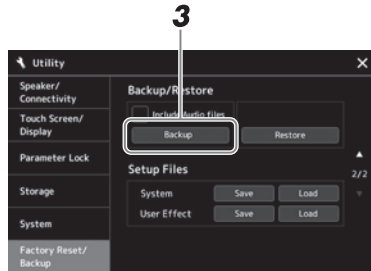 3
Utility
Speaker/
Connectivity
Touch Screen/
Display
Parameter Lock
Storage
System
Factory Reset/
Backup
Backup/Restore
Include Audio files
Backup Restore
Setup Files
System Save Load
User Effect Save Load
2/2